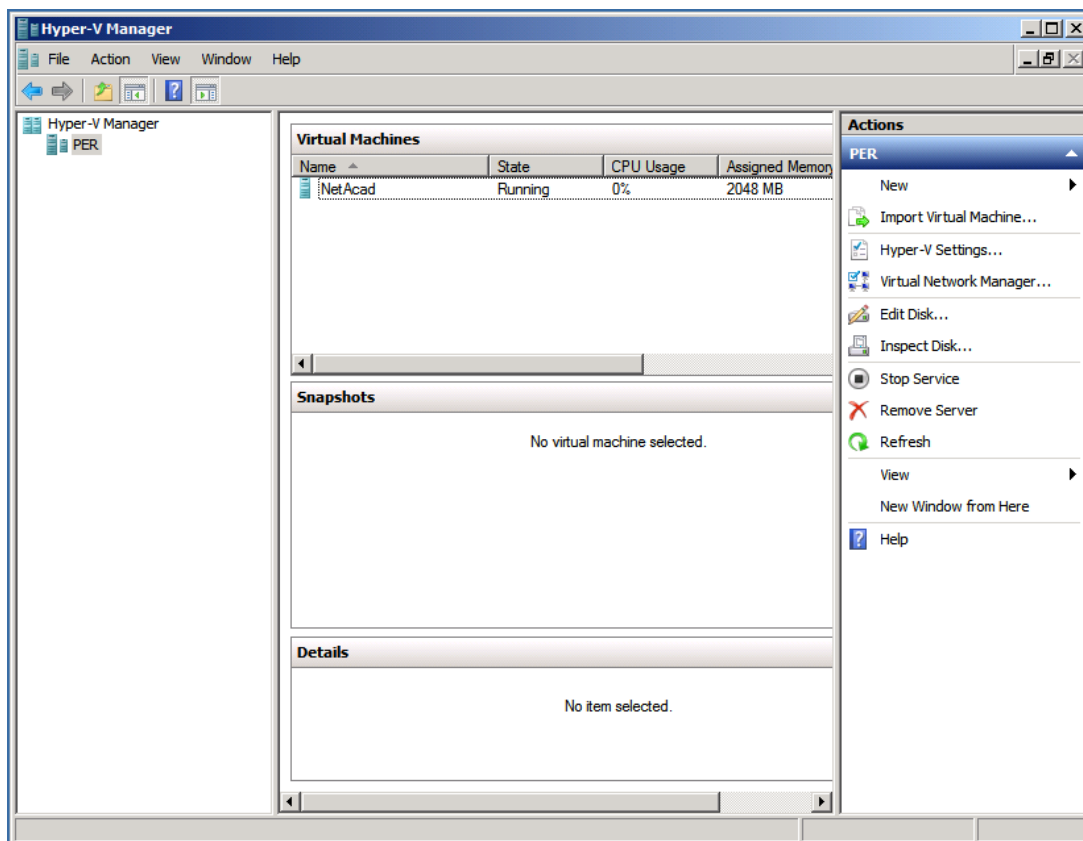 Hyper-V Manager
File Action View Window Help
Hyper-V Manager
PER
Virtual Machines
Name State CPU Usage Assigned Memory
NetAcad Running 0% 2048 MB
Snapshots
No virtual machine selected.
Details
No item selected.
Actions
PER
New
Import Virtual Machine...
Hyper-V Settings...
Virtual Network Manager...
Edit Disk...
Inspect Disk...
Stop Service
Remove Server
Refresh
View
New Window from Here
Help